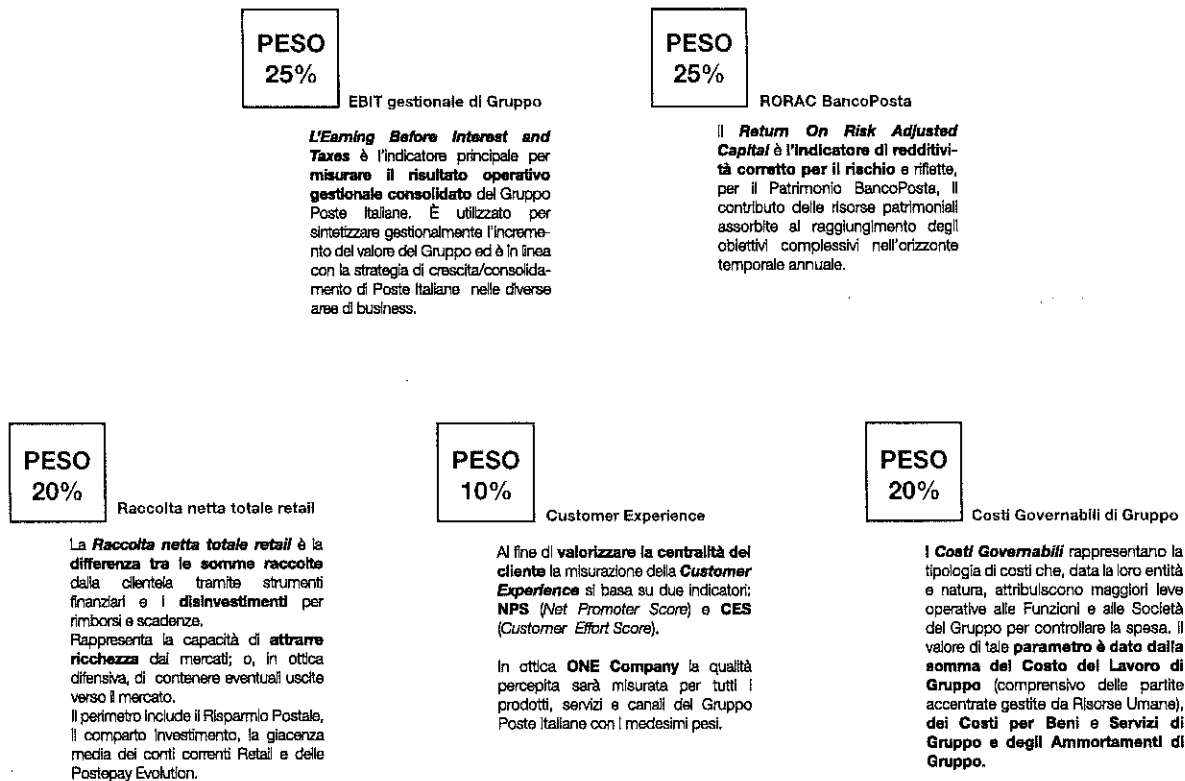 PESO
25%
EBIT gestionale di Gruppo
L'Earning Before Interest and
Taxes è l'indicatore principale per
misurare il risultato operativo
gestionale consolidato del Gruppo
Poste Italiane. È utilizzato per
sintetizzare gestionalmente l'increme-
nto del valore del Gruppo ed è in linea
con la strategia di crescita/consolida-
mento di Poste Italiane nelle diverse
aree di business.
PESO
25%
RORAC BancoPosta
Il Return On Risk Adjusted
Capital è l'indicatore di redditivi-
tà corretto per il rischio e riflette,
per il Patrimonio BancoPosta, il
contributo delle risorse patrimoniali
assorbite al raggiungimento degli
obiettivi complessivi nell'orizzonte
temporale annuale.
PESO
20%
Raccolta netta totale retail
La Raccolta netta totale retail è la
differenza tra le somme raccolte
dalla clientela tramite strumenti
finanziari e i disinvestimenti per
rimborsi e scadenze.
Rappresenta la capacità di attrarre
ricchezza dai mercati; o, in ottica
difensiva, di contenere eventuali uscite
verso il mercato.
Il perimetro include il Risparmio Postale,
il comparto Investimento, la giacenza
media dei conti correnti Retail e delle
Postepay Evolution.
PESO
10%
Customer Experience
Al fine di valorizzare la centralità del
cliente la misurazione della Customer
Experience si basa su due indicatori:
NPS (Net Promoter Score) e CES
(Customer Effort Score).
In ottica ONE Company la qualità
percepita sarà misurata per tutti i
prodotti, servizi e canali del Gruppo
Poste Italiane con i medesimi pesi.
PESO
20%
Costi Governabili di Gruppo
I Costi Governabili rappresentano la
tipologia di costi che, data la loro entità
e natura, attribuiscono maggiori leve
operative alle Funzioni e alle Società
del Gruppo per controllare la spesa. Il
valore di tale parametro è dato dalla
somma del Costo del Lavoro di
Gruppo (comprensivo delle partite
accentrate gestite da Risorse Umane),
dei Costi per Beni e Servizi di
Gruppo e degli Ammortamenti di
Gruppo.